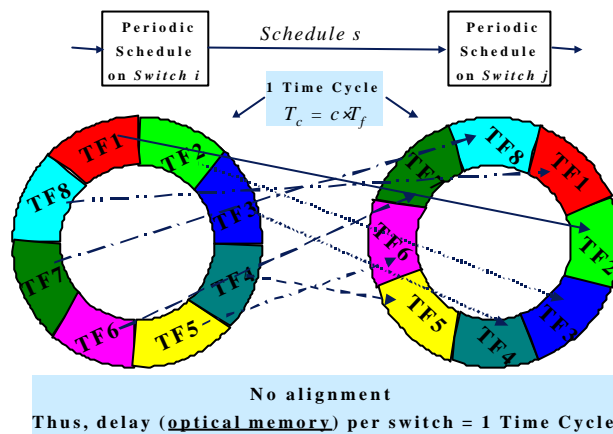 Periodic
Schedule
on Switch i
Schedule s
Periodic
Schedule
on Switch j
1 Time Cycle
T_c = c×T_f
TF1
TF2
TF3
TF4
TF5
TF6
TF7
TF8
TF8
TF1
TF2
TF3
TF4
TF5
TF6
TF7
No alignment
Thus, delay (optical memory) per switch = 1 Time Cycle